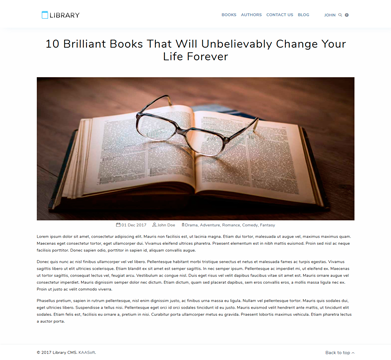 LIBRARY
BOOKS AUTHORS CONTACT US BLOG JOHN
10 Brilliant Books That Will Unbelievably Change Your
Life Forever
01 Dec 2017 John Doe Drama, Adventure, Romance, Comedy, Fantasy,
Lorem ipsum dolor sit amet, consectetur adipiscing elit. Mauris non facilisis est, ut lacinia magna. Etiam dui tortor, malesuada ut augue vel, maximus maximus quam.
Maecenas eget consectetur tortor, eget ullamcorper dui. Vivamus eleifend ultrices pharetra. Praesent elementum est in nibh mattis euismod. Proin sed nisl ac neque
facilisis porttitor. Donec sapien odio, porttitor in sapien id, aliquam convallis augue.
Donec quis nunc ac nisl finibus ullamcorper vel vel libero. Pellentesque habitant morbi tristique senectus et netus et malesuada fames ac turpis egestas. Vivamus
sagittis libero ut elit ultricies scelerisque. Etiam blandit ex sit amet est semper sagittis. In nec semper ipsum. Pellentesque ac imperdiet mi, ut eleifend ex. Maecenas
at tortor sagittis, consequat lectus vel, feugiat arcu. Vestibulum ac congue nisl. Duis eget risus vel velit dapibus faucibus vitae sit amet est. Mauris ornare augue vel
consectetur imperdiet. Mauris dignissim semper dolor nec dictum. Etiam dictum, quam sed placerat dapibus, sem eros convallis eros, a mattis massa ligula nec ex.
Proin ut justo ac velit commodo viverra.
Phasellus pretium, sapien in rutrum pellentesque, nisl enim dignissim justo, ac finibus urna massa eu ligula. Nullam vel pellentesque tortor. Mauris quis sodales dui,
eget ultricies libero. Suspendisse a tellus nisi. Pellentesque eget orci id orci sodales tincidunt id eu justo. Mauris euismod velit hendrerit ante mattis, ut tincidunt elit
sodales. Etiam felis est, facilisis eu ornare a, pretium in nisi. Curabitur porta ullamcorper metus eu gravida. Praesent lobortis maximus vehicula. Etiam pharetra lectus
a auctor porta.
© 2017 Library CMS. KAASoft.
Back to top